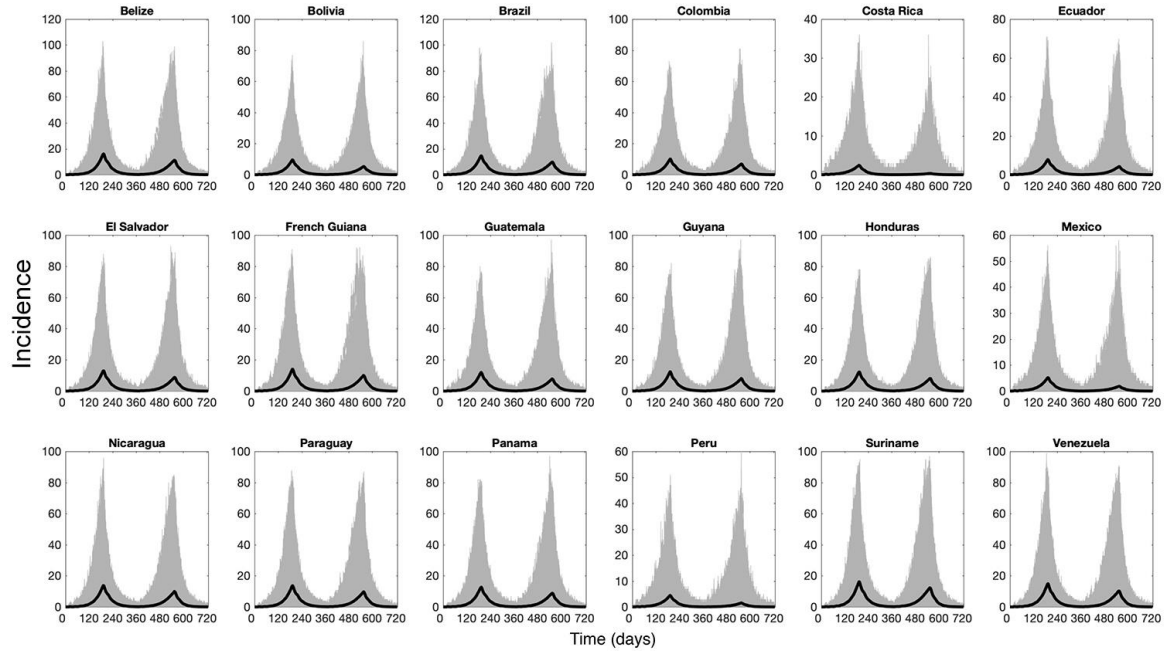 Belize Bolivia Brazil Colombia Costa Rica Ecuador
120 100 120 40 80
100 80 100 80 30 60
80 60 80 60
60 40 60 40 20 40
40 20 40 20 10 20
20 20
0 0 0 0 0 0
0 120 240 360 480 600 720 0 120 240 360 480 600 720 0 120 240 360 480 600 720 0 120 240 360 480 600 720 0 120 240 360 480 600 720 0 120 240 360 480 600 720
El Salvador French Guiana Guatemala Guyana Honduras Mexico
100 100 100 100 100 60
80 80 80 80 80 50
60 60 60 60 60 40
40 40 40 40 40 30
20 20 20 20 20 20
10
0 0 0 0 0 0
0 120 240 360 480 600 720 0 120 240 360 480 600 720 0 120 240 360 480 600 720 0 120 240 360 480 600 720 0 120 240 360 480 600 720 0 120 240 360 480 600 720
Incidence
Nicaragua Paraguay Panama Peru Suriname Venezuela
100 100 100 60 100 100
80 80 80 50 80 80
60 60 60 40 60 60
40 40 40 30 40 40
20 20 20 20 20 20
10
0 0 0 0 0 0
0 120 240 360 480 600 720 0 120 240 360 480 600 720 0 120 240 360 480 600 720 0 120 240 360 480 600 720 0 120 240 360 480 600 720 0 120 240 360 480 600 720
Time (days)